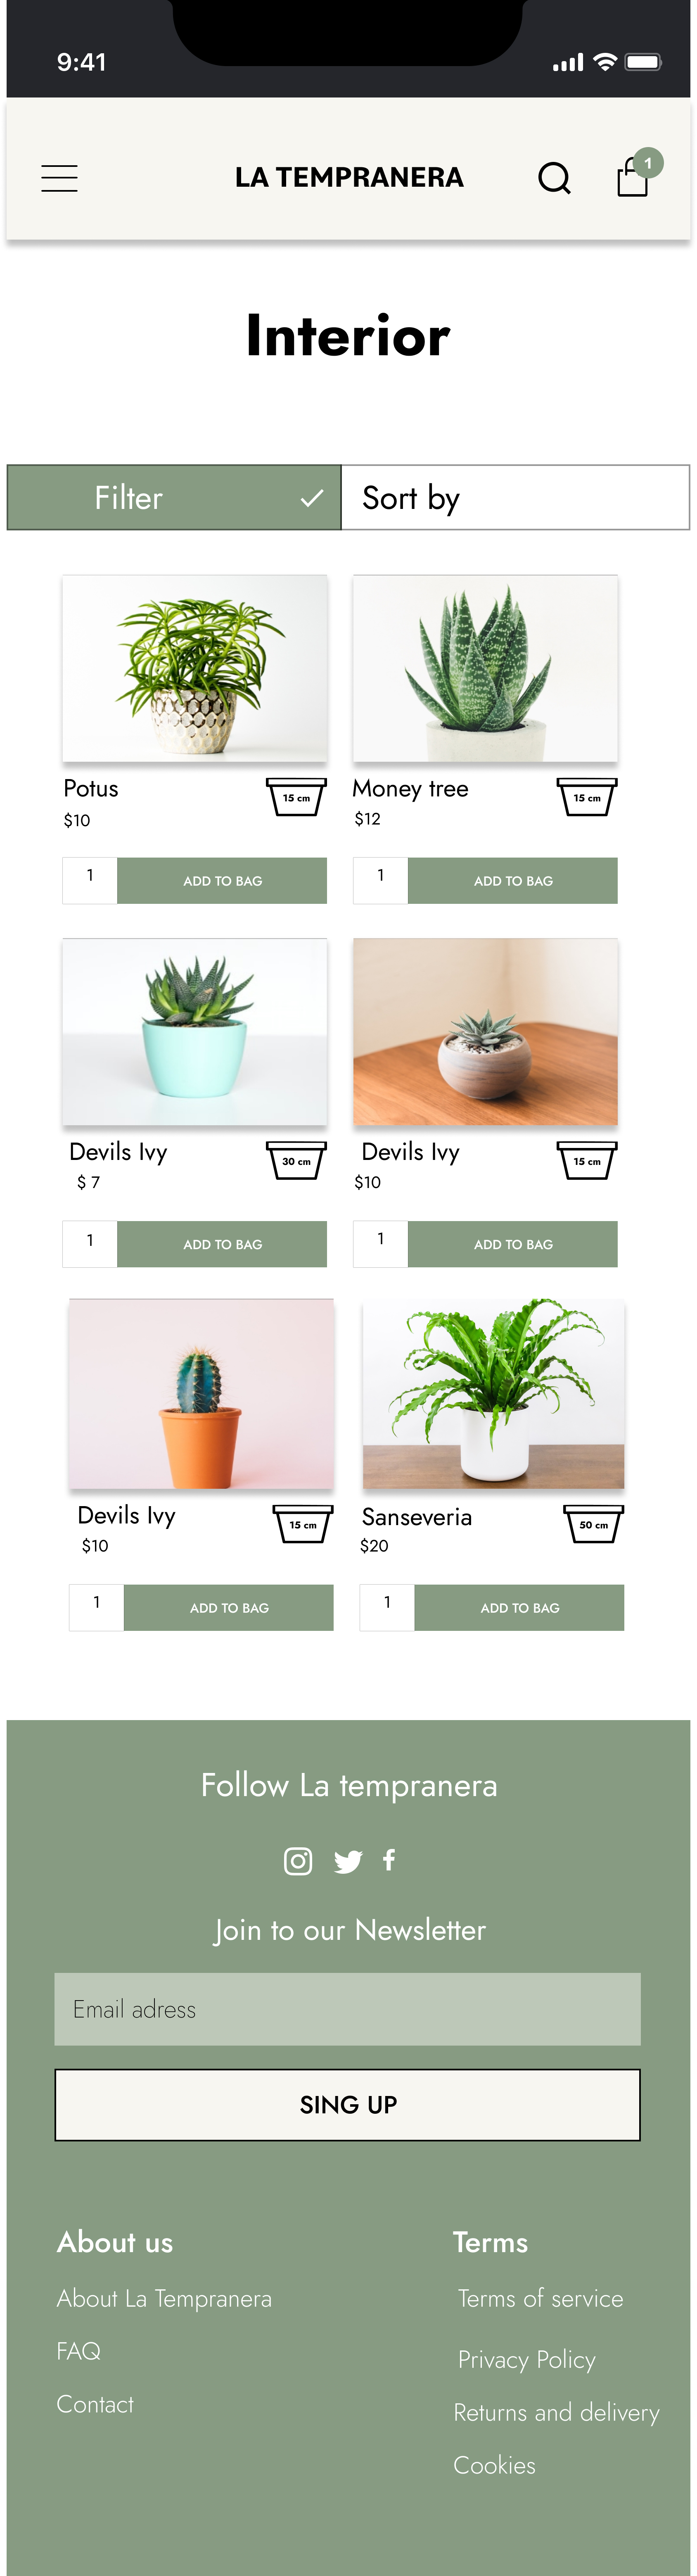 9:41
LA TEMPRANERA
1
Interior
Filter
Sort by
Potus
15 cm
$10
Money tree
15 cm
$12
1
ADD TO BAG
1
ADD TO BAG
Devils Ivy
30 cm
$ 7
Devils Ivy
15 cm
$10
1
ADD TO BAG
1
ADD TO BAG
Devils Ivy
15 cm
$10
Sanseveria
50 cm
$20
1
ADD TO BAG
1
ADD TO BAG
Follow La tempranera
Join to our Newsletter
Email adress
SING UP
About us
About La Tempranera
FAQ
Contact
Terms
Terms of service
Privacy Policy
Returns and delivery
Cookies